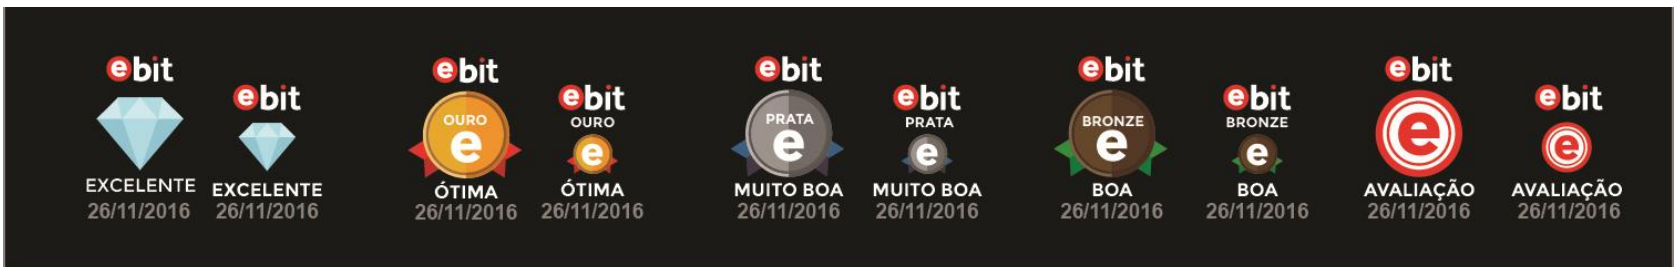 ebit
EXCELENTE
26/11/2016
ebit
EXCELENTE
26/11/2016
ebit
OURO
e
ÓTIMA
26/11/2016
ebit
OURO
e
ÓTIMA
26/11/2016
ebit
PRATA
e
MUITO BOA
26/11/2016
ebit
PRATA
e
MUITO BOA
26/11/2016
ebit
BRONZE
e
BOA
26/11/2016
ebit
BRONZE
e
BOA
26/11/2016
ebit
e
AVALIAÇÃO
26/11/2016
ebit
e
AVALIAÇÃO
26/11/2016